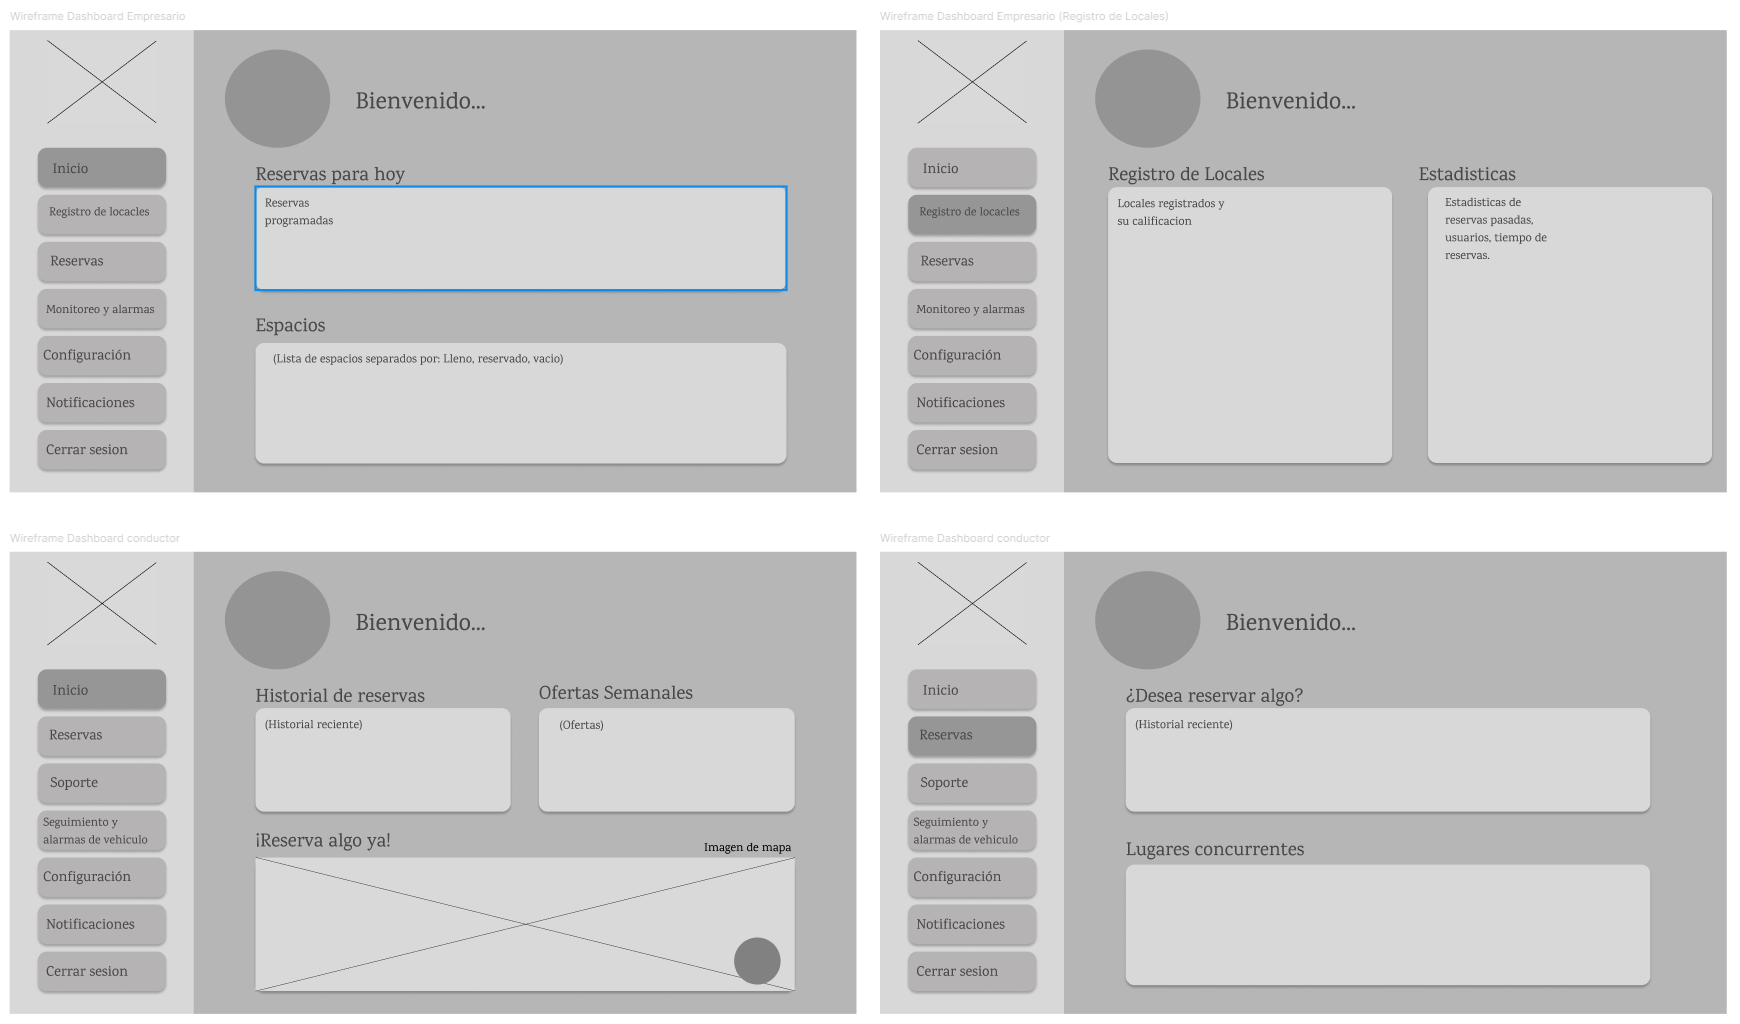 Wireframe Dashboard Empresario
Bienvenido...
Inicio
Registro de locacles
Reservas
Monitoreo y alarmas
Configuración
Notificaciones
Cerrar sesion
Reservas para hoy
Reservas
programadas
Espacios
(Lista de espacios separados por: Lleno, reservado, vacio)
Wireframe Dashboard Empresario (Registro de Locales)
Bienvenido...
Inicio
Registro de locacles
Reservas
Monitoreo y alarmas
Configuración
Notificaciones
Cerrar sesion
Registro de Locales
Locales registrados y
su calificacion
Estadisticas
Estadisticas de
reservas pasadas,
usuarios, tiempo de
reservas.
Wireframe Dashboard conductor
Bienvenido...
Inicio
Reservas
Soporte
Seguimiento y
alarmas de vehiculo
Configuración
Notificaciones
Cerrar sesion
Historial de reservas
(Historial reciente)
Ofertas Semanales
(Ofertas)
¡Reserva algo ya!
Imagen de mapa
Wireframe Dashboard conductor
Bienvenido...
Inicio
Reservas
Soporte
Seguimiento y
alarmas de vehiculo
Configuración
Notificaciones
Cerrar sesion
¿Desea reservar algo?
(Historial reciente)
Lugares concurrentes